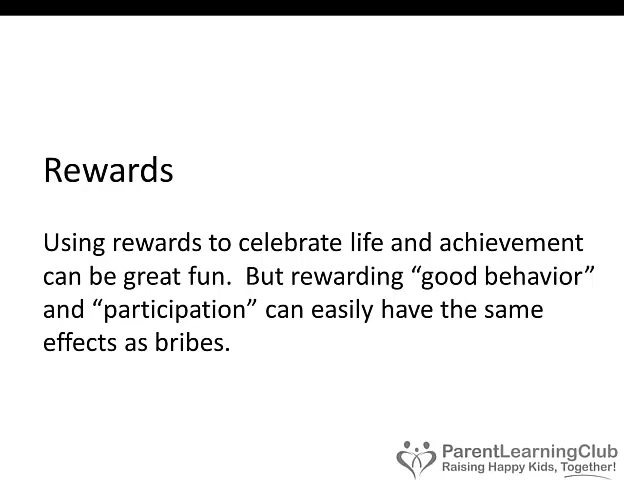 Rewards
Using rewards to celebrate life and achievement
can be great fun.  But rewarding “good behavior”
and “participation” can easily have the same
effects as bribes.
ParentLearningClub
Raising Happy Kids, Together!